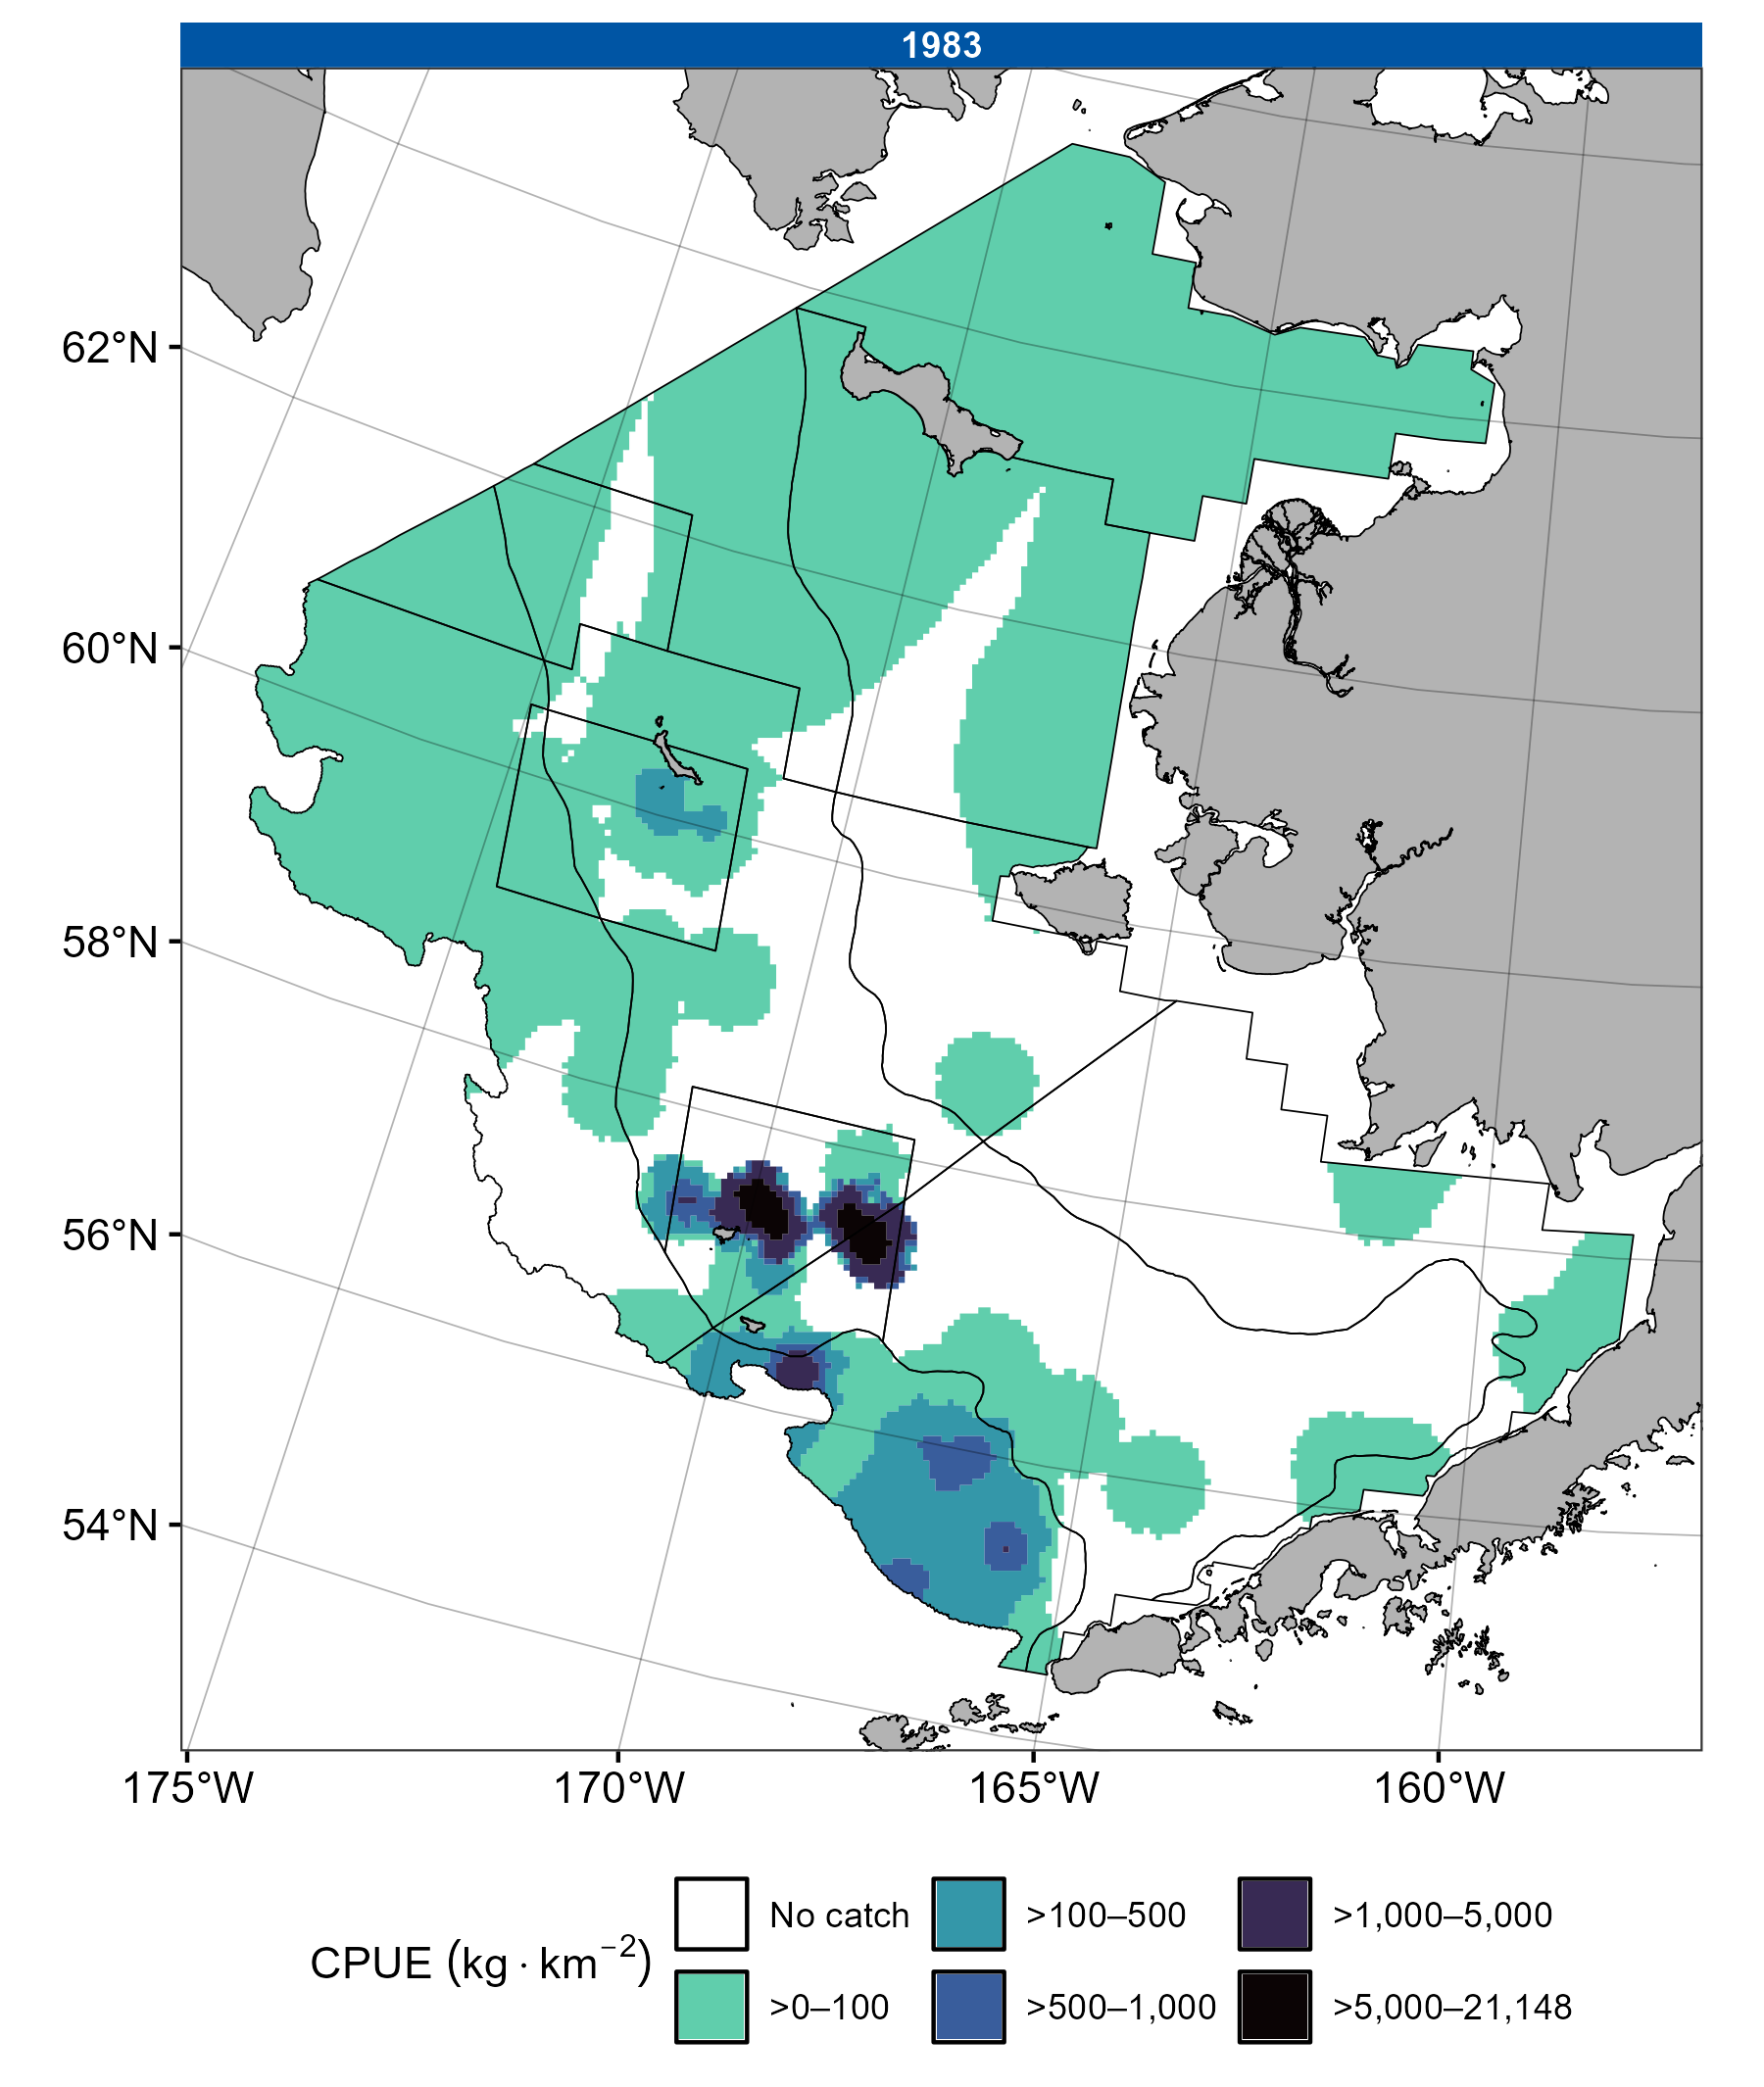 1983
62°N
60°N
58°N
56°N
54°N
175°W 170°W 165°W 160°W
CPUE (kg · km⁻²)
No catch >100–500 >1,000–5,000
>0–100 >500–1,000 >5,000–21,148